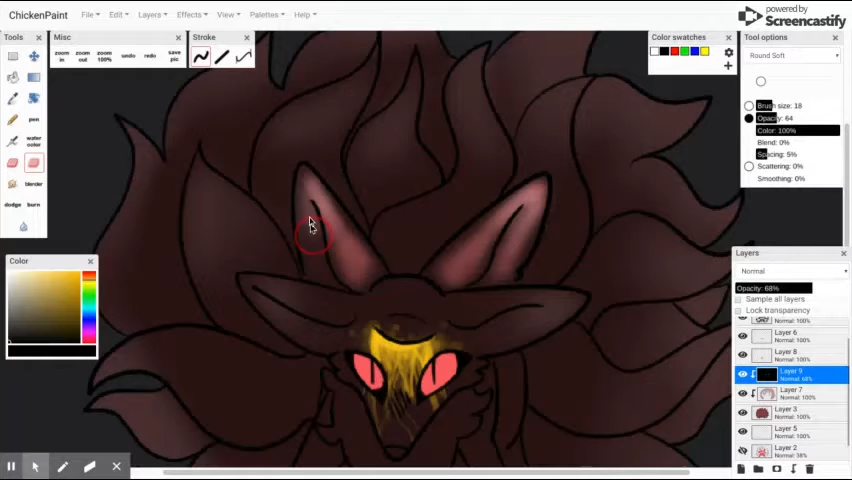 ChickenPaint
File
Edit
Layers
Effects
View
Palettes
Help
powered by
Screencastify
Tools
Misc
Stroke
Color swatches
Tool options
zoom in
zoom out
zoom 100%
undo
redo
save pic
Round Soft
pen
water color
blender
dodge
burn
Brush size: 18
Opacity: 64
Color: 100%
Blend: 0%
Spacing: 5%
Scattering: 0%
Smoothing: 0%
Color
Layers
Normal
Opacity: 68%
Sample all layers
Lock transparency
Normal: 100%
Layer 6
Normal: 100%
Layer 8
Normal: 100%
Layer 9
Normal: 68%
Layer 7
Normal: 100%
Layer 3
Normal: 100%
Layer 5
Normal: 100%
Layer 2
Normal: 38%